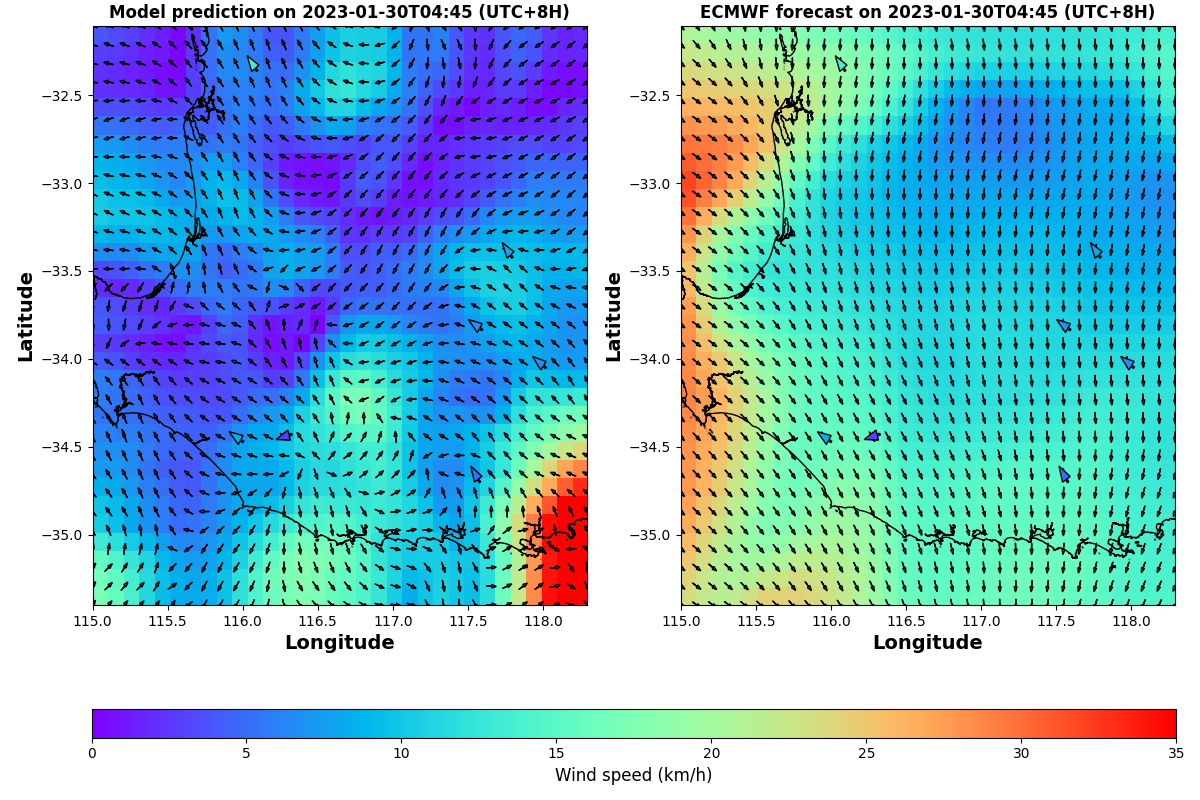 Model prediction on 2023-01-30T04:45 (UTC+8H)
ECMWF forecast on 2023-01-30T04:45 (UTC+8H)
−32.5
−33.0
−33.5
−34.0
−34.5
−35.0
Latitude
115.0 115.5 116.0 116.5 117.0 117.5 118.0
Longitude
−32.5
−33.0
−33.5
−34.0
−34.5
−35.0
Latitude
115.0 115.5 116.0 116.5 117.0 117.5 118.0
Longitude
0 5 10 15 20 25 30 35
Wind speed (km/h)